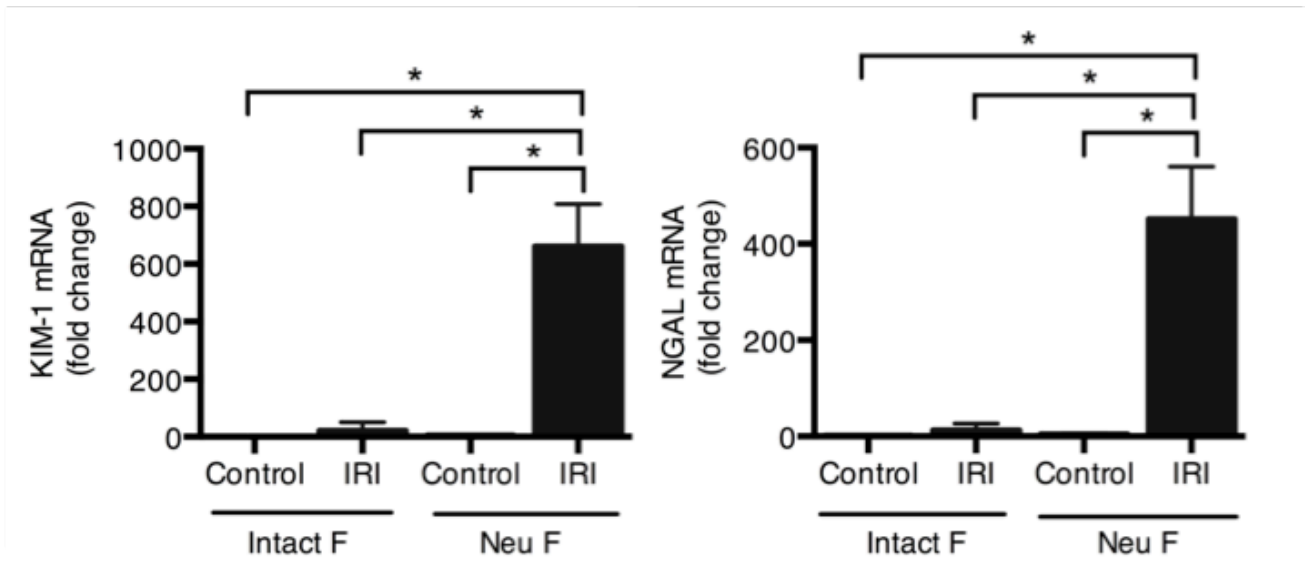 *
*
*
1000
800
600
400
200
0
KIM-1 mRNA
(fold change)
Control IRI Control IRI
Intact F Neu F
*
*
*
600
400
200
0
NGAL mRNA
(fold change)
Control IRI Control IRI
Intact F Neu F